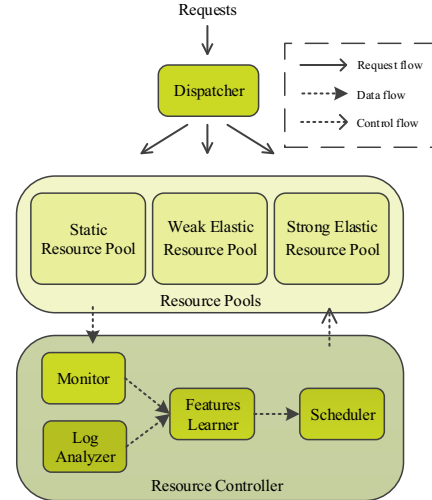 Requests
Dispatcher
Request flow
Data flow
Control flow
Static
Resource Pool
Weak Elastic
Resource Pool
Strong Elastic
Resource Pool
Resource Pools
Monitor
Log
Analyzer
Features
Learner
Scheduler
Resource Controller